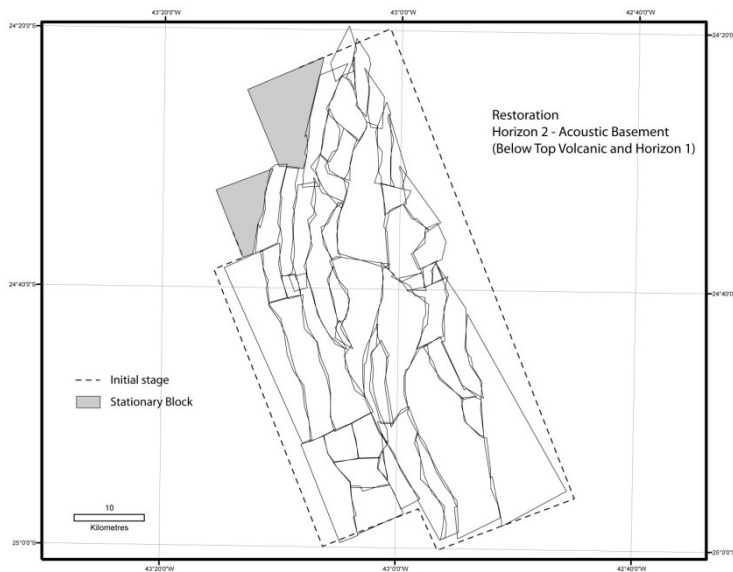 43°20'0"W 43°0'0"W 42°40'0"W
24°20'0"S 24°20'0"S
Restoration
Horizon 2 - Acoustic Basement
(Below Top Volcanic and Horizon 1)
24°40'0"S 24°40'0"S
Initial stage
Stationary Block
10
Kilometres
25°0'0"S 25°0'0"S
43°20'0"W 43°0'0"W 42°40'0"W